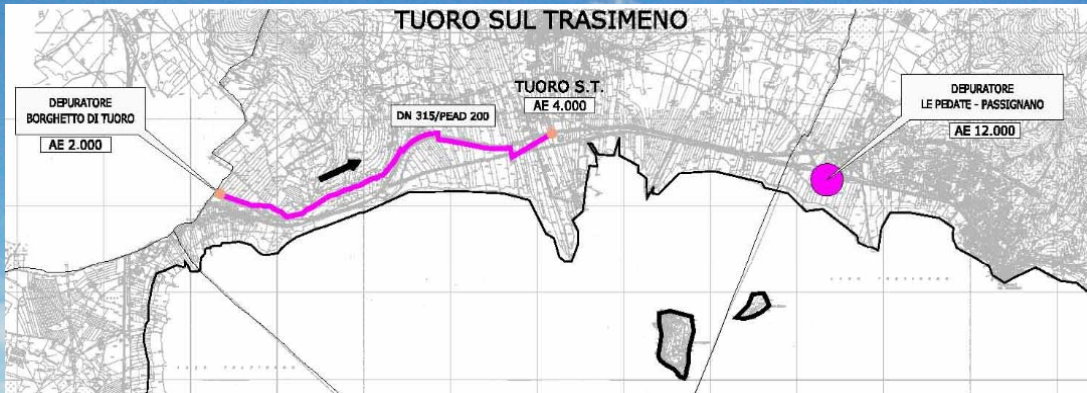 TUORO SUL TRASIMENO
DEPURATORE
BORGHETTO DI TUORO
AE 2.000
DN 315/PEAD 200
TUORO S.T.
AE 4.000
DEPURATORE
LE PEDATE - PASSIGNANO
AE 12.000